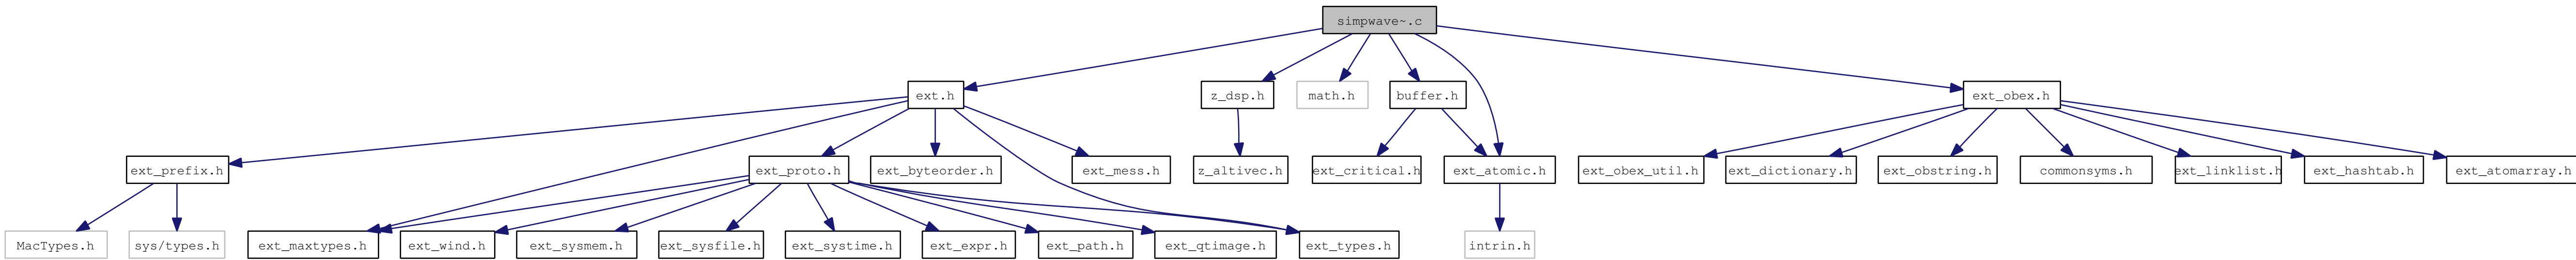 simpwave~.c
ext.h
z_dsp.h
math.h
buffer.h
ext_obex.h
ext_prefix.h
ext_proto.h
ext_byteorder.h
ext_mess.h
z_altivec.h
ext_critical.h
ext_atomic.h
ext_obex_util.h
ext_dictionary.h
ext_obstring.h
commonsyms.h
ext_linklist.h
ext_hashtab.h
ext_atomarray.h
MacTypes.h
sys/types.h
ext_maxtypes.h
ext_wind.h
ext_sysmem.h
ext_sysfile.h
ext_systime.h
ext_expr.h
ext_path.h
ext_qtimage.h
ext_types.h
intrin.h